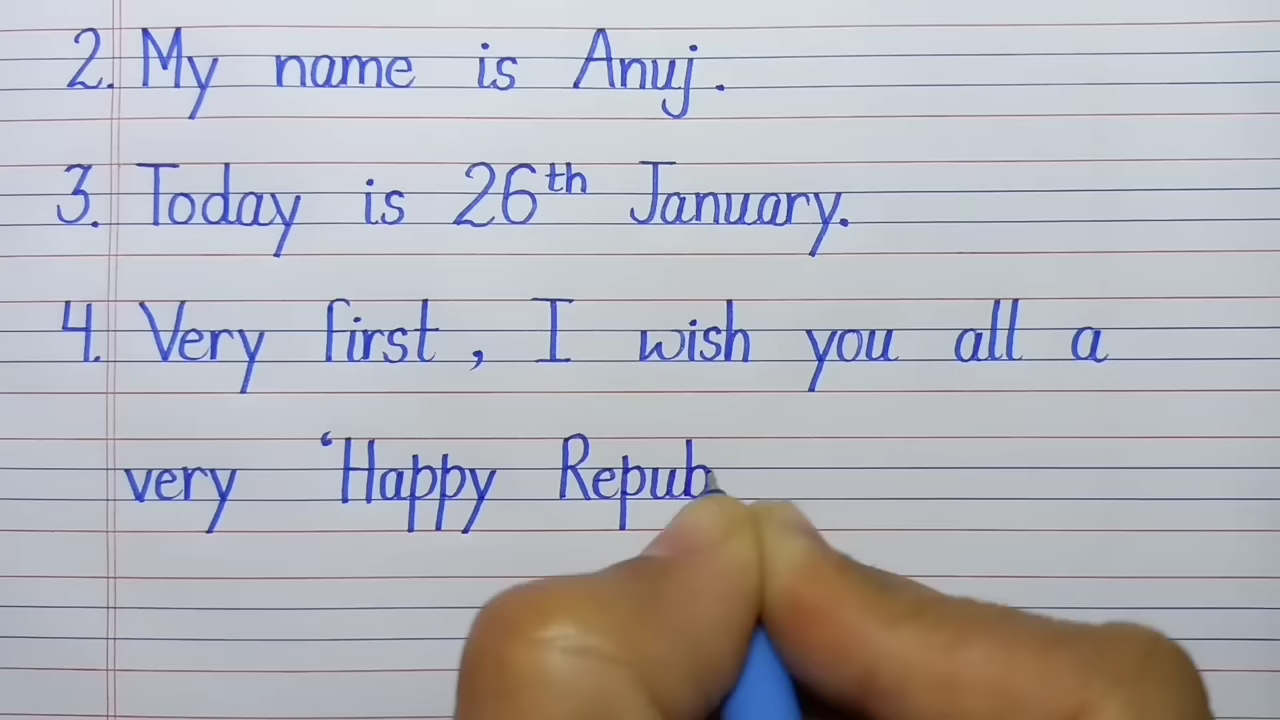 2. My name is Anuj.
3. Today is 26th January.
4. Very first, I wish you all a
very ‘Happy Repub